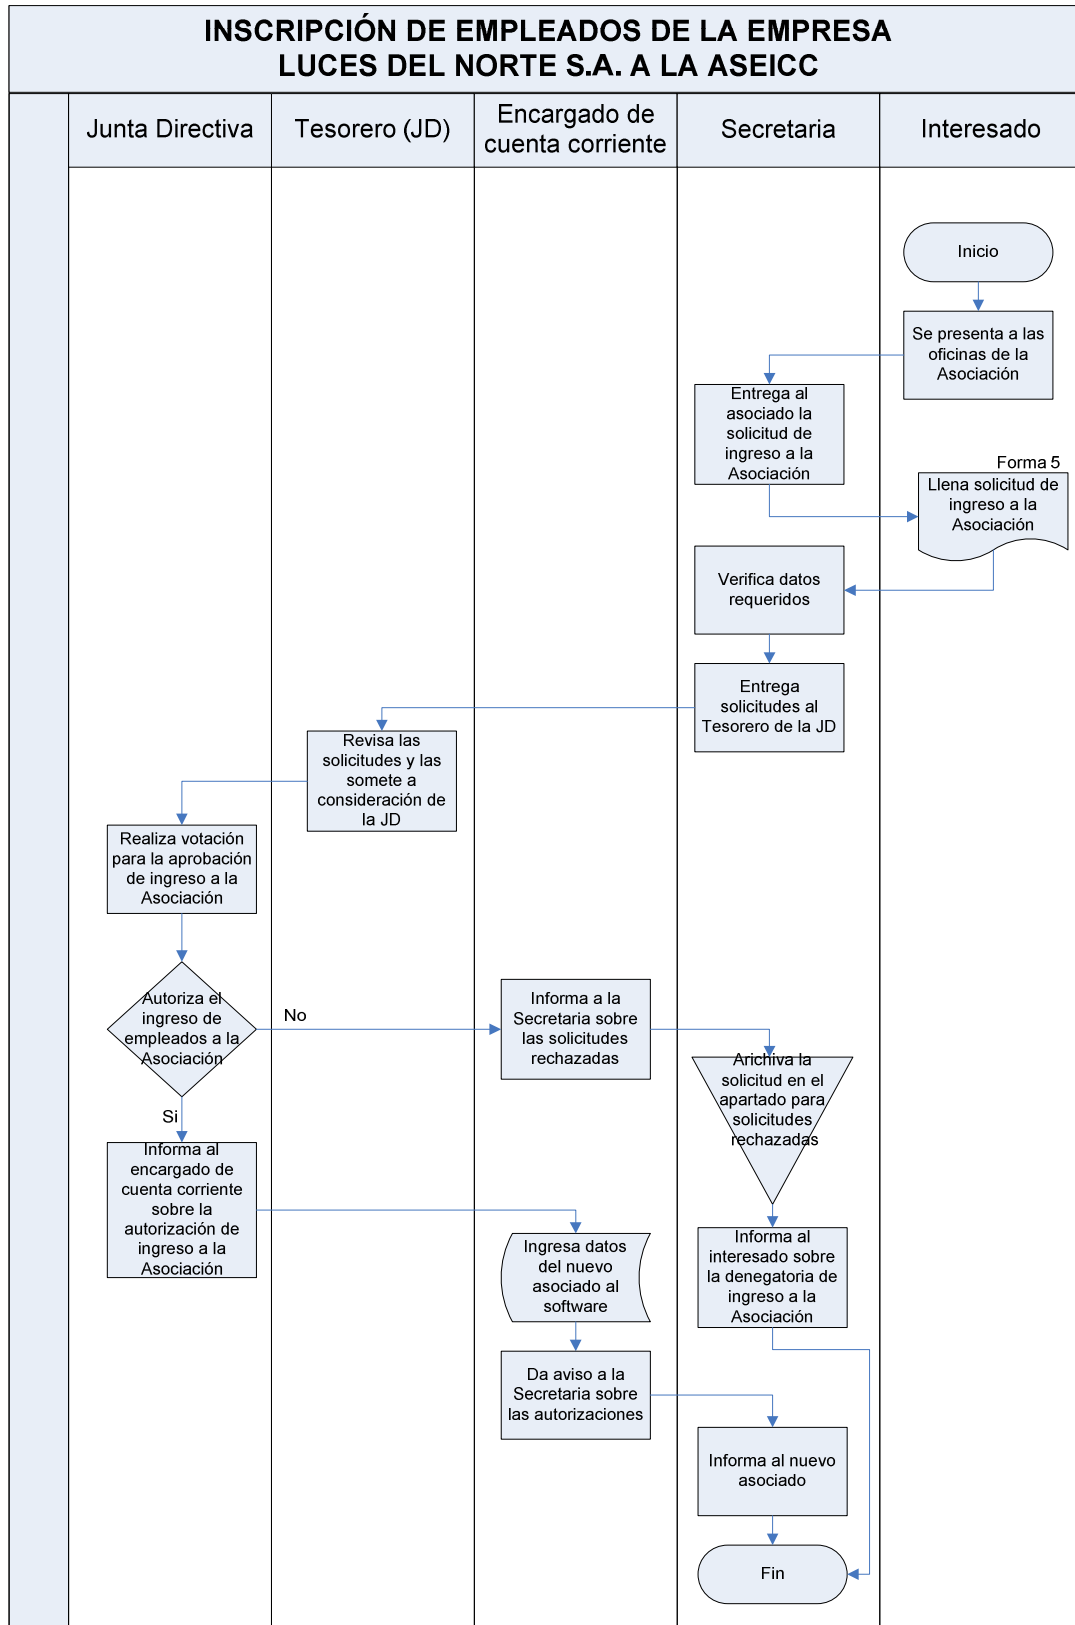 INSCRIPCIÓN DE EMPLEADOS DE LA EMPRESA
LUCES DEL NORTE S.A. A LA ASEICC
Junta Directiva
Tesorero (JD)
Encargado de
cuenta corriente
Secretaria
Interesado
Inicio
Se presenta a las
oficinas de la
Asociación
Entrega al
asociado la
solicitud de
ingreso a la
Asociación
Forma 5
Llena solicitud de
ingreso a la
Asociación
Verifica datos
requeridos
Entrega
solicitudes al
Tesorero de la JD
Revisa las
solicitudes y las
somete a
consideración de
la JD
Realiza votación
para la aprobación
de ingreso a la
Asociación
Autoriza el
ingreso de
empleados a la
Asociación
No
Informa a la
Secretaria sobre
las solicitudes
rechazadas
Arichiva la
solicitud en el
apartado para
solicitudes
rechazadas
Si
Informa al
encargado de
cuenta corriente
sobre la
autorización de
ingreso a la
Asociación
Ingresa datos
del nuevo
asociado al
software
Informa al
interesado sobre
la denegatoria de
ingreso a la
Asociación
Da aviso a la
Secretaria sobre
las autorizaciones
Informa al nuevo
asociado
Fin